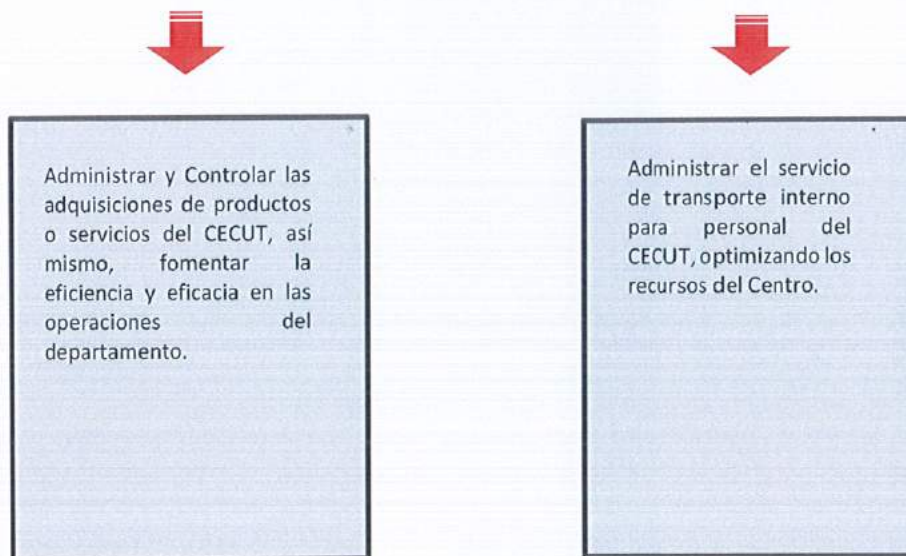 Administrar y Controlar las
adquisiciones de productos
o servicios del CECUT, así
mismo, fomentar la
eficiencia y eficacia en las
operaciones del
departamento.
Administrar el servicio
de transporte interno
para personal del
CECUT, optimizando los
recursos del Centro.